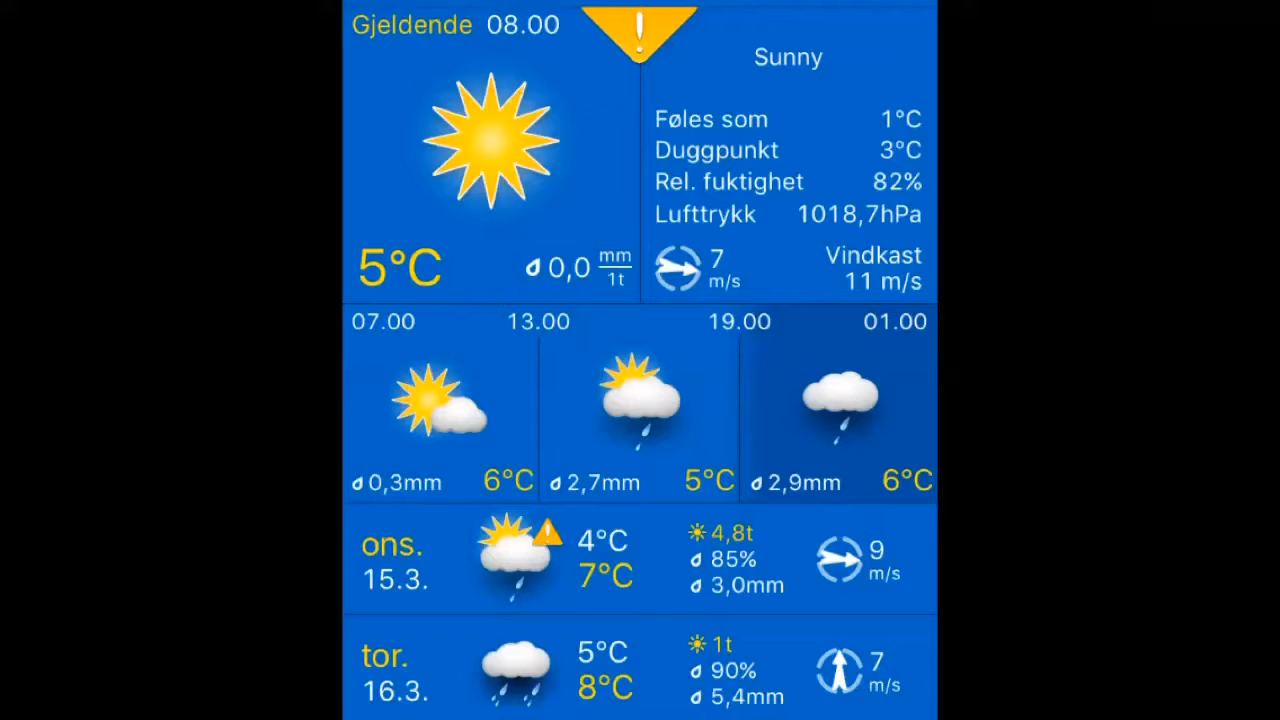 Gjeldende 08.00
!
Sunny
Føles som 1°C
Duggpunkt 3°C
Rel. fuktighet 82%
Lufttrykk 1018,7hPa
5°C 0,0 mm/1t
7 m/s
Vindkast
11 m/s
07.00 13.00 19.00 01.00
0,3mm 6°C 2,7mm 5°C 2,9mm 6°C
ons.
15.3.
!
4°C
7°C
4,8t
85%
3,0mm
9
m/s
tor.
16.3.
5°C
8°C
1t
90%
5,4mm
7
m/s